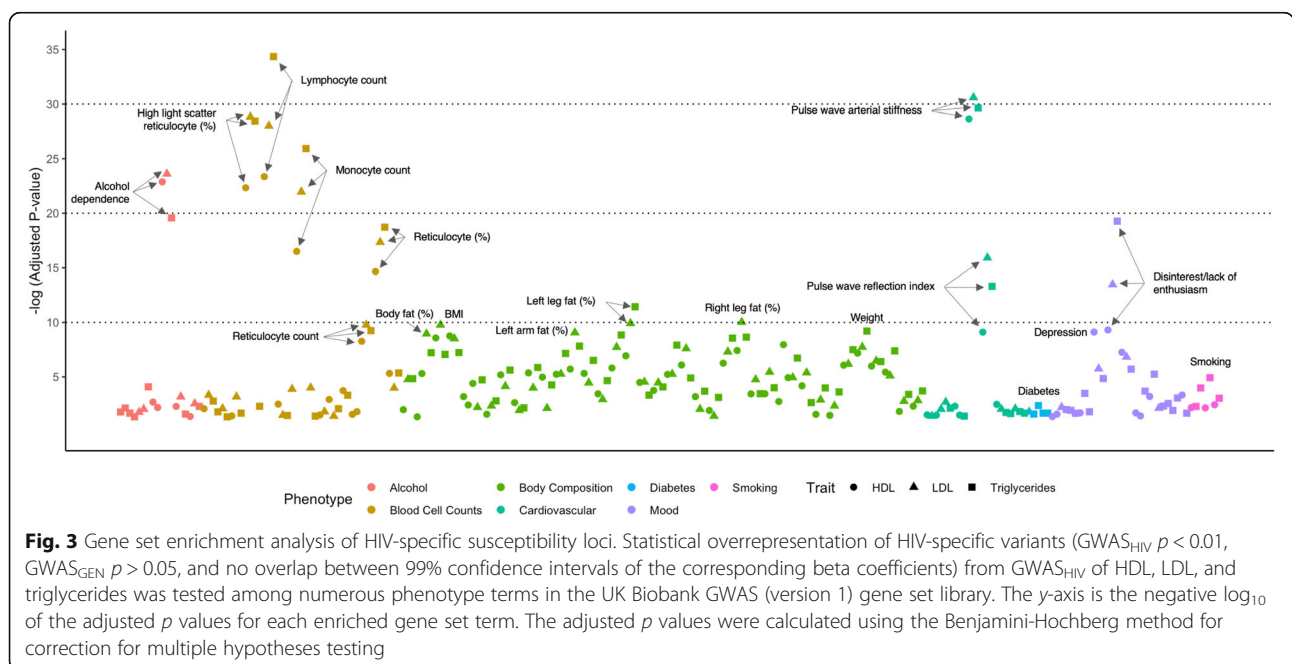 35
30
25
20
15
10
5
-log (Adjusted P-value)
Lymphocyte count
High light scatter
reticulocyte (%)
Monocyte count
Alcohol
dependence
Reticulocyte (%)
Reticulocyte count
Body fat (%)
BMI
Left leg fat (%)
Left arm fat (%)
Right leg fat (%)
Weight
Pulse wave arterial stiffness
Pulse wave reflection index
Disinterest/lack of
enthusiasm
Depression
Diabetes
Smoking
Phenotype
Alcohol
Body Composition
Diabetes
Smoking
Blood Cell Counts
Cardiovascular
Mood
Trait
HDL
LDL
Triglycerides
Fig. 3 Gene set enrichment analysis of HIV-specific susceptibility loci. Statistical overrepresentation of HIV-specific variants (GWAS_HIV p < 0.01,
GWAS_GEN p > 0.05, and no overlap between 99% confidence intervals of the corresponding beta coefficients) from GWAS_HIV of HDL, LDL, and
triglycerides was tested among numerous phenotype terms in the UK Biobank GWAS (version 1) gene set library. The y-axis is the negative log₁₀
of the adjusted p values for each enriched gene set term. The adjusted p values were calculated using the Benjamini-Hochberg method for
correction for multiple hypotheses testing